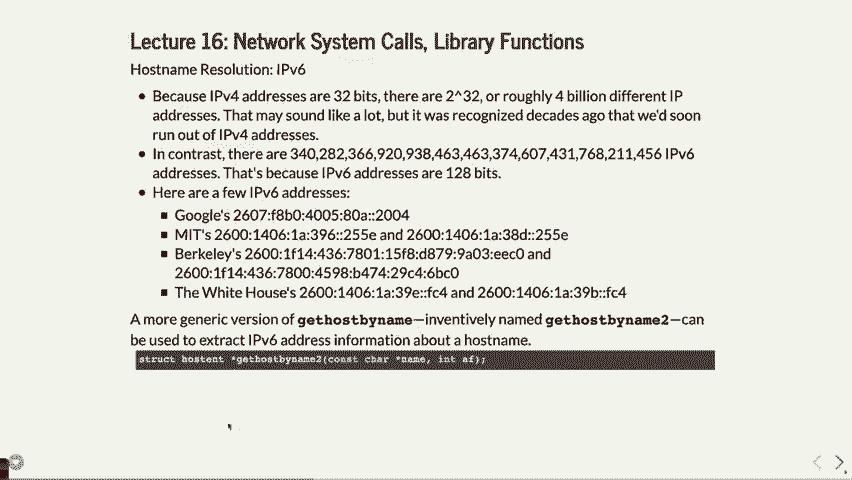 Lecture 16: Network System Calls, Library Functions
Hostname Resolution: IPv6
• Because IPv4 addresses are 32 bits, there are 2^32, or roughly 4 billion different IP
addresses. That may sound like a lot, but it was recognized decades ago that we'd soon
run out of IPv4 addresses.
• In contrast, there are 340,282,366,920,938,463,463,374,607,431,768,211,456 IPv6
addresses. That's because IPv6 addresses are 128 bits.
• Here are a few IPv6 addresses:
▪ Google's 2607:f8b0:4005:80a::2004
▪ MIT's 2600:1406:1a:396::255e and 2600:1406:1a:38d::255e
▪ Berkeley's 2600:1f14:436:7801:15f8:d879:9a03:eec0 and
2600:1f14:436:7800:4598:b474:29c4:6bc0
▪ The White House's 2600:1406:1a:39e::fc4 and 2600:1406:1a:39b::fc4
A more generic version of gethostbyname—inventively named gethostbyname2—can
be used to extract IPv6 address information about a hostname.
struct hostent *gethostbyname2(const char *name, int af);